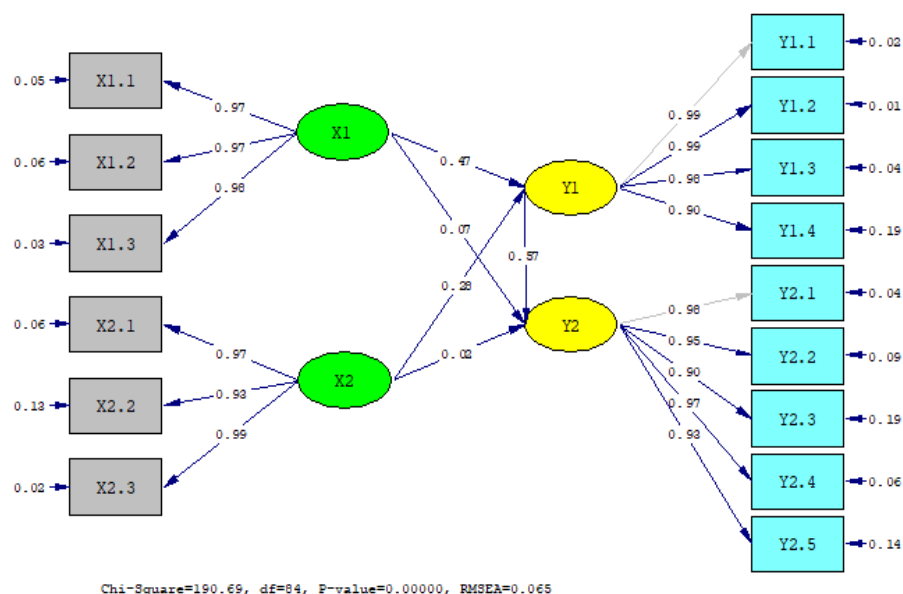 0.05 X1.1
0.06 X1.2
0.03 X1.3
0.06 X2.1
0.13 X2.2
0.02 X2.3
0.97
0.97
0.98
0.97
0.93
0.99
X1
X2
0.47
0.07
0.28
0.02
0.57
Y1
Y2
0.99
0.99
0.98
0.90
0.98
0.95
0.90
0.97
0.93
Y1.1 0.02
Y1.2 0.01
Y1.3 0.04
Y1.4 0.19
Y2.1 0.04
Y2.2 0.09
Y2.3 0.19
Y2.4 0.06
Y2.5 0.14
Chi-Square=190.69, df=84, P-value=0.00000, RMSEA=0.065